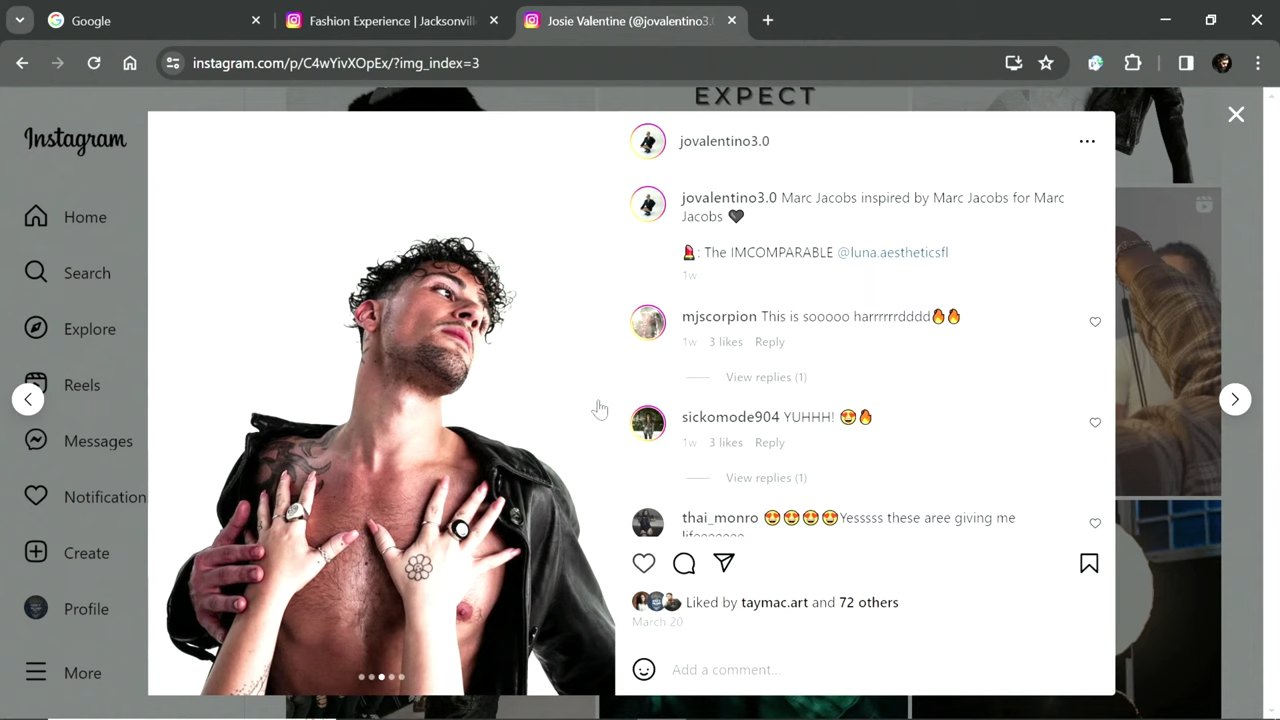 Google
Fashion Experience | Jacksonvill
Josie Valentine (@jovalentino3.
instagram.com/p/C4wYivXOpEx/?img_index=3
EXPECT
Instagram
jovalentino3.0
jovalentino3.0 Marc Jacobs inspired by Marc Jacobs for Marc
Jacobs 🖤
💄: The IMCOMPARABLE @luna.aestheticsfl
1w
mjscorpion This is sooooo harrrrrrdddd🔥🔥
1w 3 likes Reply
View replies (1)
sickomode904 YUHHH! 😍🔥
1w 3 likes Reply
View replies (1)
thai_monro 😍😍😍😍Yesssss these aree giving me
Home
Search
Explore
Reels
Messages
Notification
Create
Profile
More
Liked by taymac.art and 72 others
March 20
Add a comment...